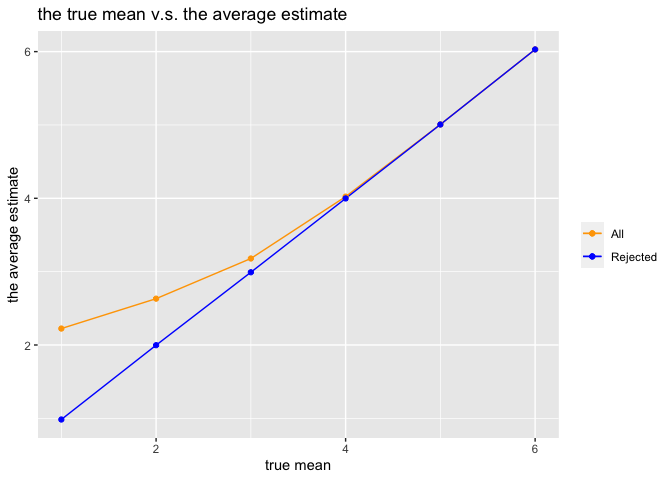 the true mean v.s. the average estimate
the average estimate
6
4
2
2
4
6
true mean
All
Rejected